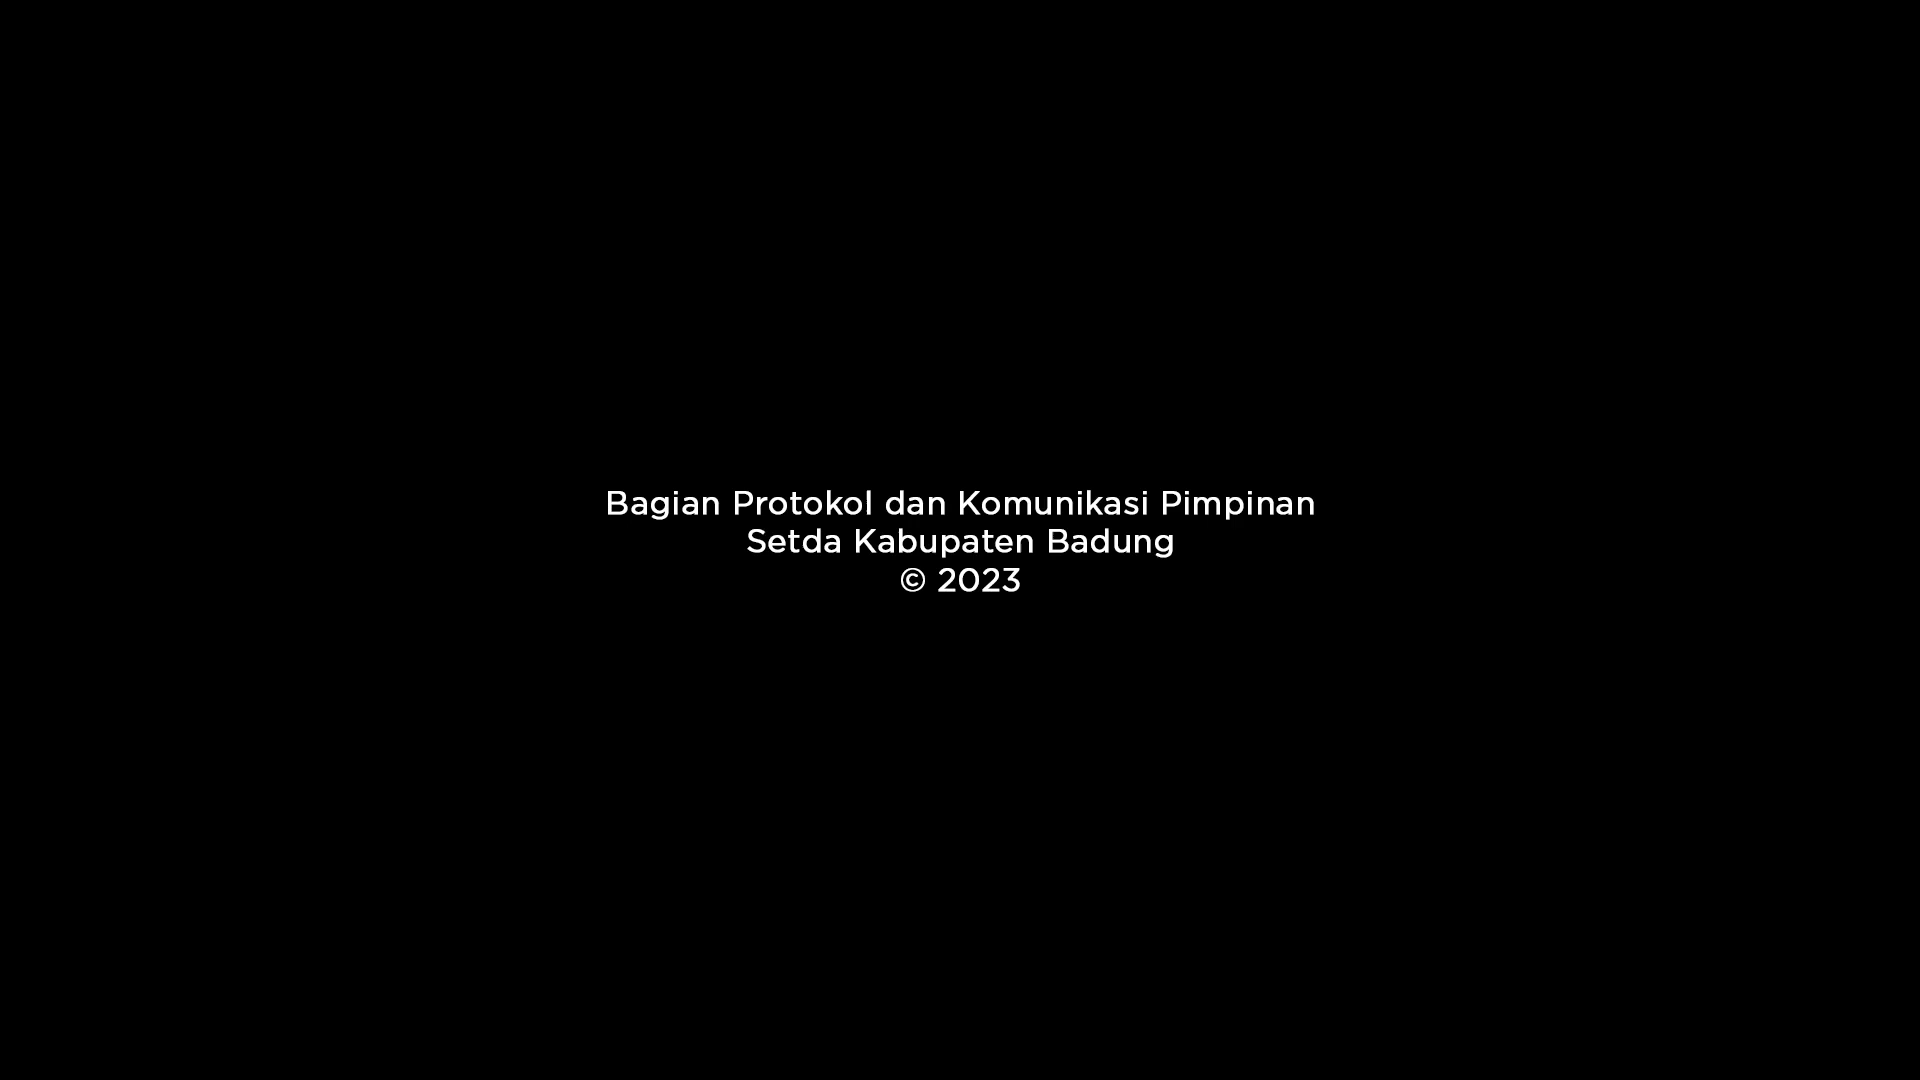 Bagian Protokol dan Komunikasi Pimpinan
Setda Kabupaten Badung
© 2023